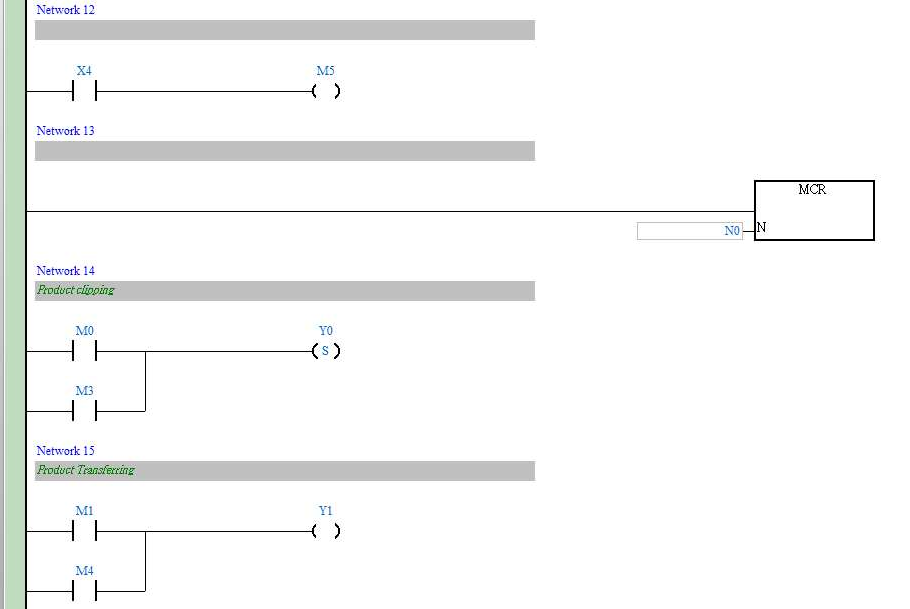 Network 12
X4 M5
Network 13
MCR
N0 N
Network 14
Product clipping
M0 Y0
S
M3
Network 15
Product Transferring
M1 Y1
M4